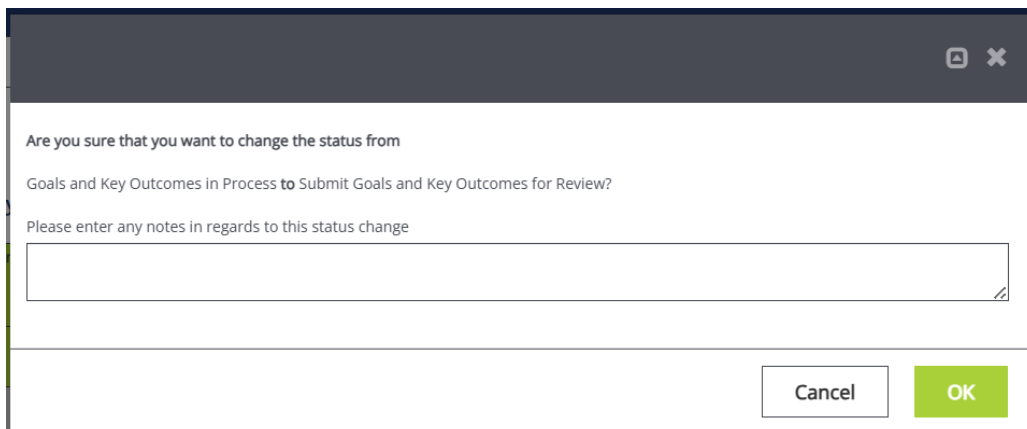 Are you sure that you want to change the status from
Goals and Key Outcomes in Process to Submit Goals and Key Outcomes for Review?
Please enter any notes in regards to this status change
Cancel
OK